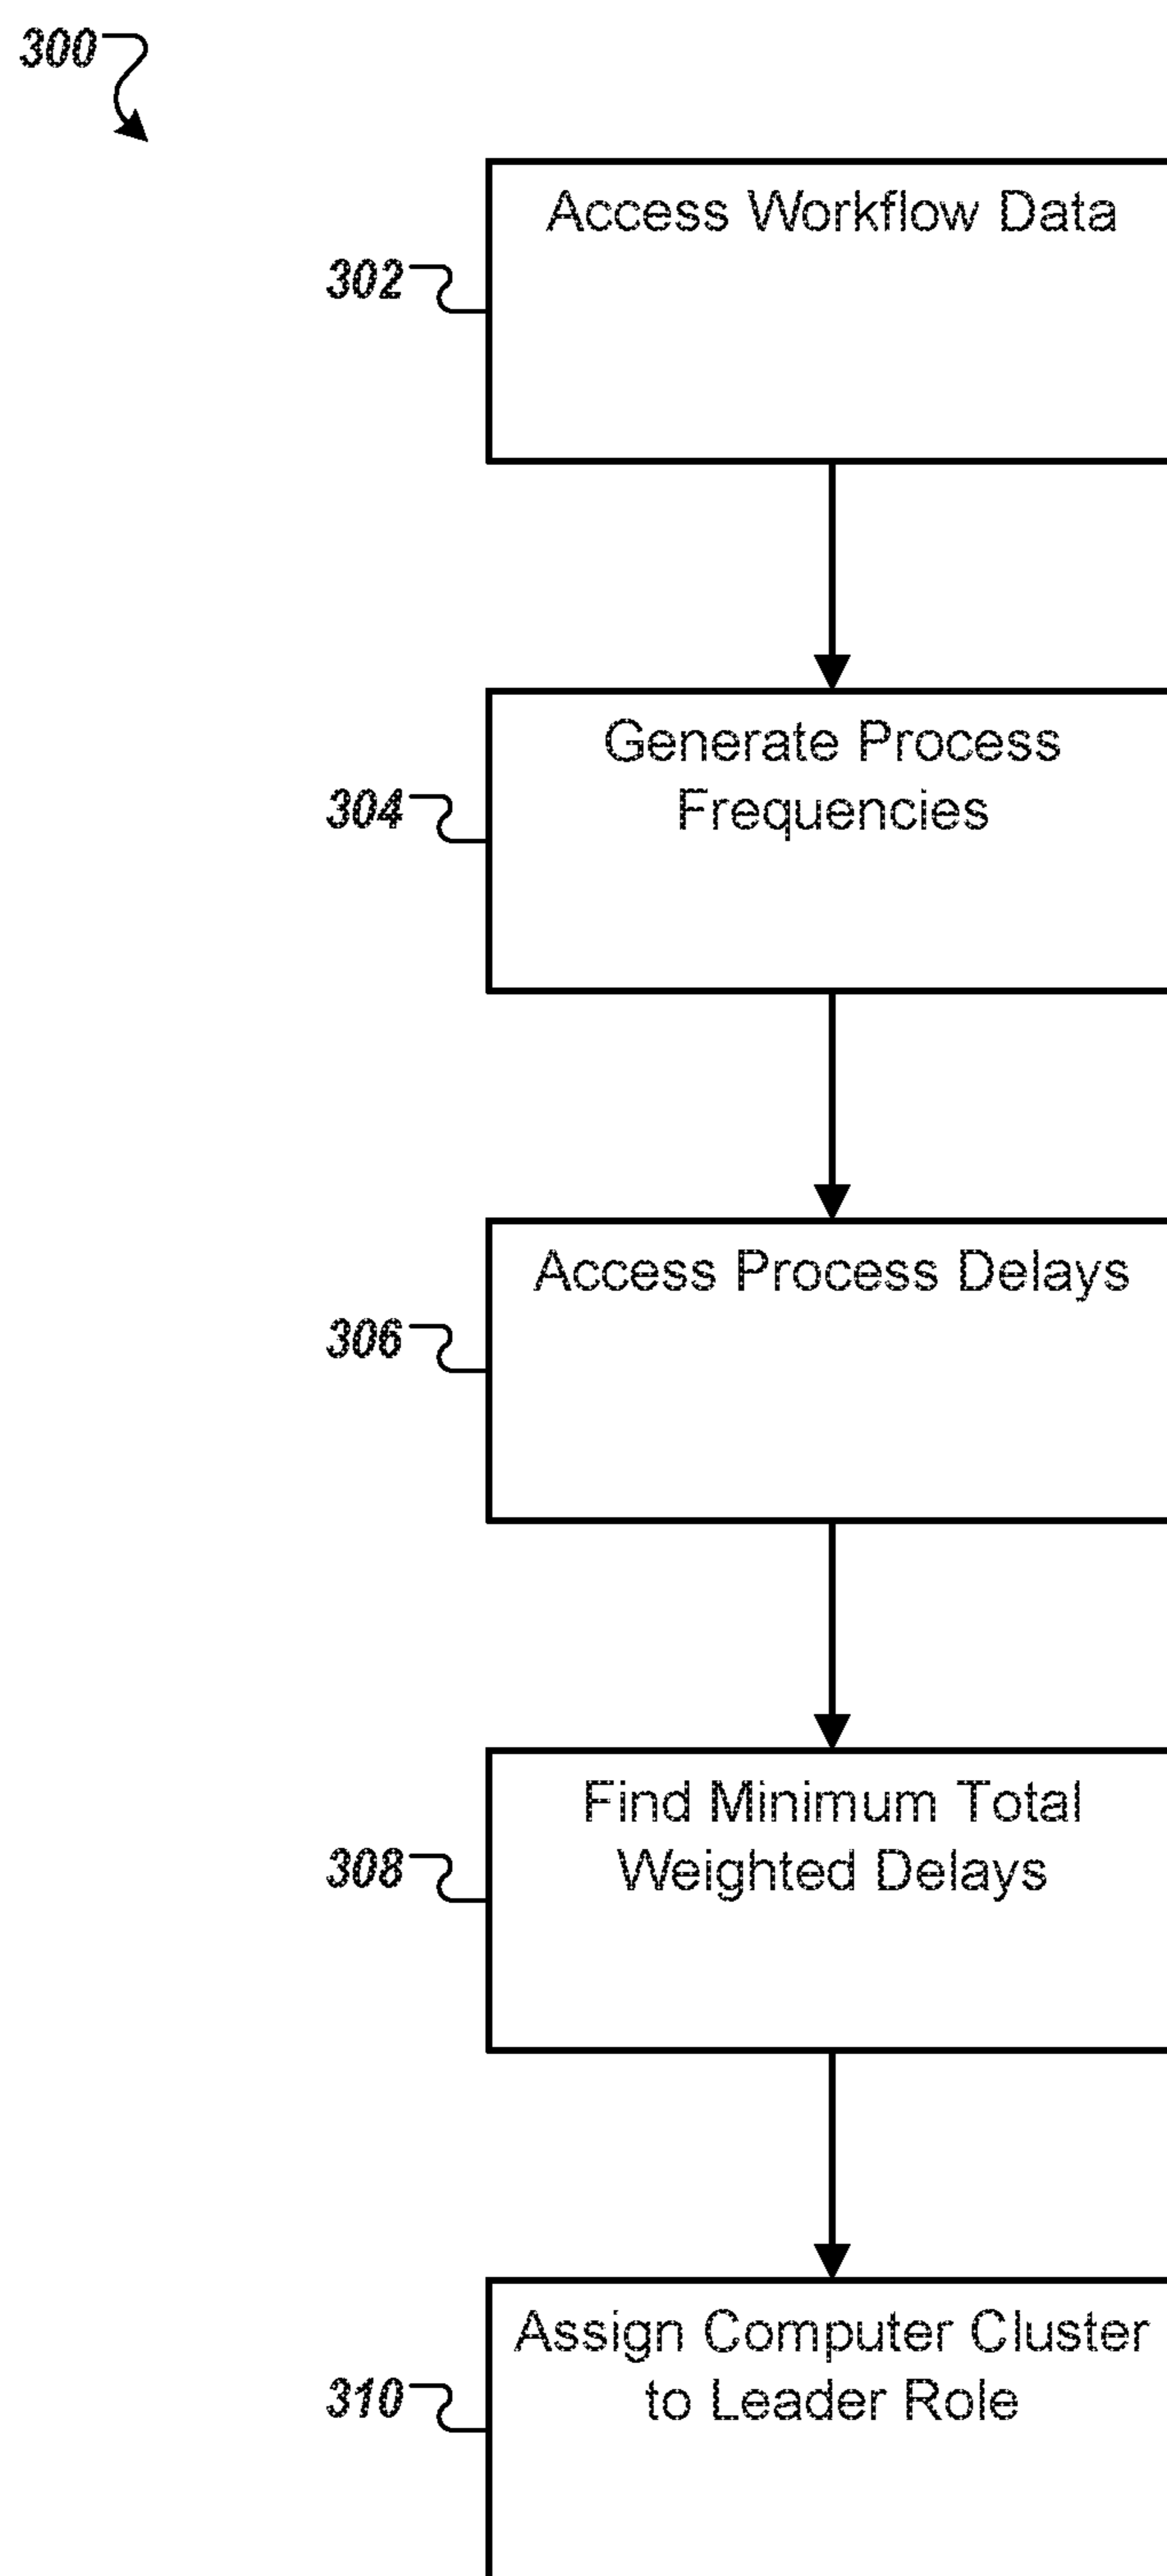 300
Access Workflow Data
302
Generate Process
Frequencies
304
Access Process Delays
306
Find Minimum Total
Weighted Delays
308
Assign Computer Cluster
to Leader Role
310